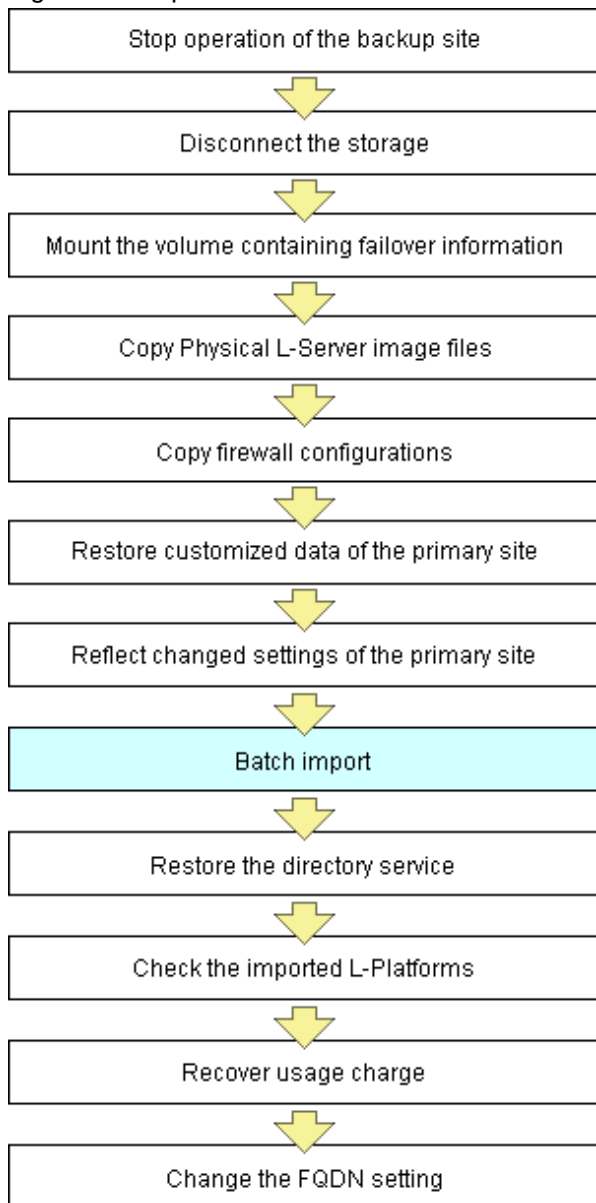 Stop operation of the backup site
Disconnect the storage
Mount the volume containing failover information
Copy Physical L-Server image files
Copy firewall configurations
Restore customized data of the primary site
Reflect changed settings of the primary site
Batch import
Restore the directory service
Check the imported L-Platforms
Recover usage charge
Change the FQDN setting